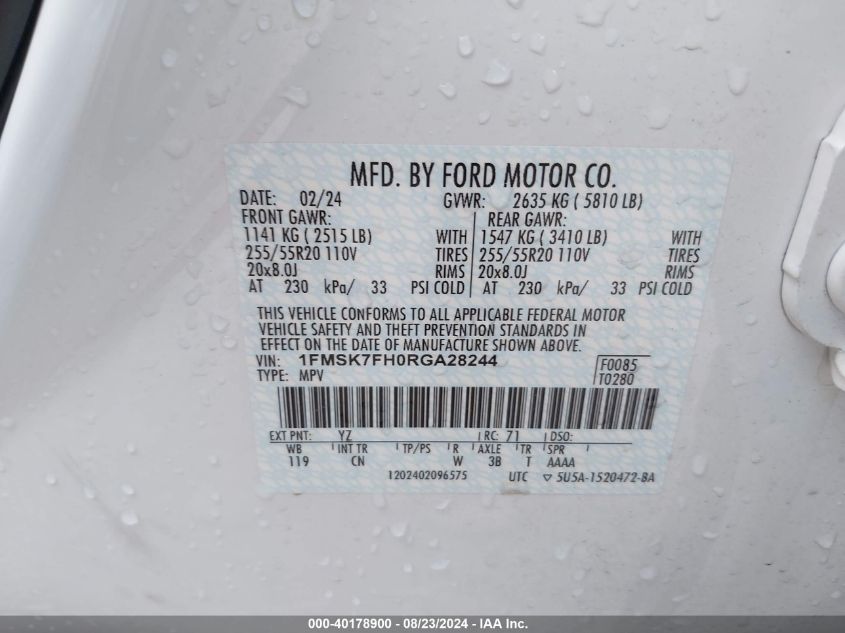 MFD. BY FORD MOTOR CO.
DATE: 02/24 GVWR: 2635 KG ( 5810 LB)
FRONT GAWR: REAR GAWR:
1141 KG ( 2515 LB) WITH 1547 KG ( 3410 LB) WITH
255/55R20 110V TIRES 255/55R20 110V TIRES
20x8.0J RIMS 20x8.0J RIMS
AT 230 kPa/ 33 PSI COLD AT 230 kPa/ 33 PSI COLD
THIS VEHICLE CONFORMS TO ALL APPLICABLE FEDERAL MOTOR
VEHICLE SAFETY AND THEFT PREVENTION STANDARDS IN
EFFECT ON THE DATE OF MANUFACTURE SHOWN ABOVE.
VIN: 1FMSK7FH0RGA28244 F0085
TYPE: MPV T0280
EXT PNT: YZ RC: 71 DSO:
WB INT TR TP/PS R AXLE TR SPR
119 CN W 3B T AAAA
1202402096575 UTC ▽ 5U5A-1520472-BA
000-40178900 - 08/23/2024 - IAAI.com